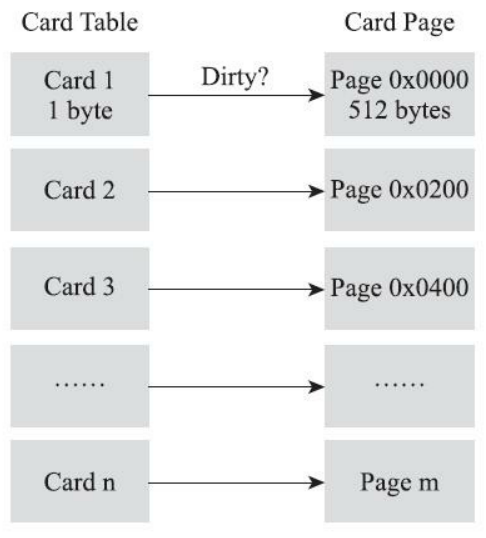 Card Table
Card Page
Card 1
1 byte
Dirty?
Page 0x0000
512 bytes
Card 2
Page 0x0200
Card 3
Page 0x0400
……
……
Card n
Page m